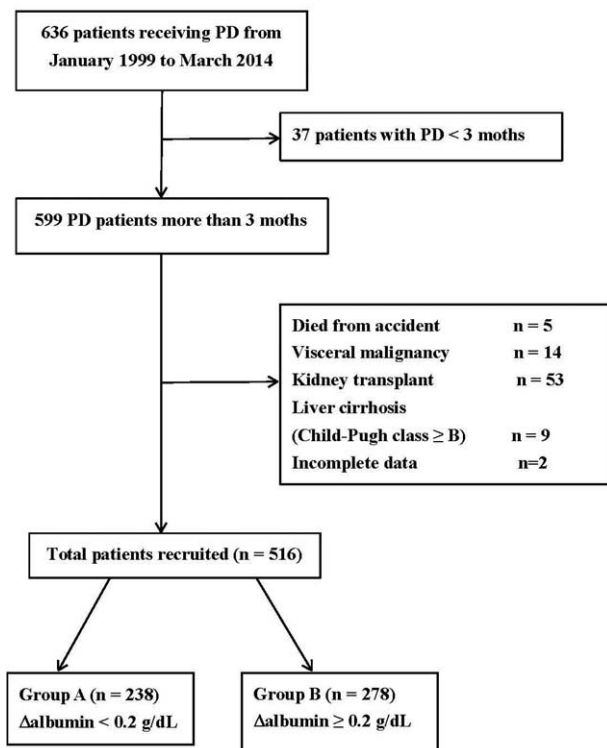 636 patients receiving PD from
January 1999 to March 2014
37 patients with PD < 3 moths
599 PD patients more than 3 moths
Died from accident n = 5
Visceral malignancy n = 14
Kidney transplant n = 53
Liver cirrhosis
(Child-Pugh class ≥ B) n = 9
Incomplete data n=2
Total patients recruited (n = 516)
Group A (n = 238)
Δalbumin < 0.2 g/dL
Group B (n = 278)
Δalbumin ≥ 0.2 g/dL